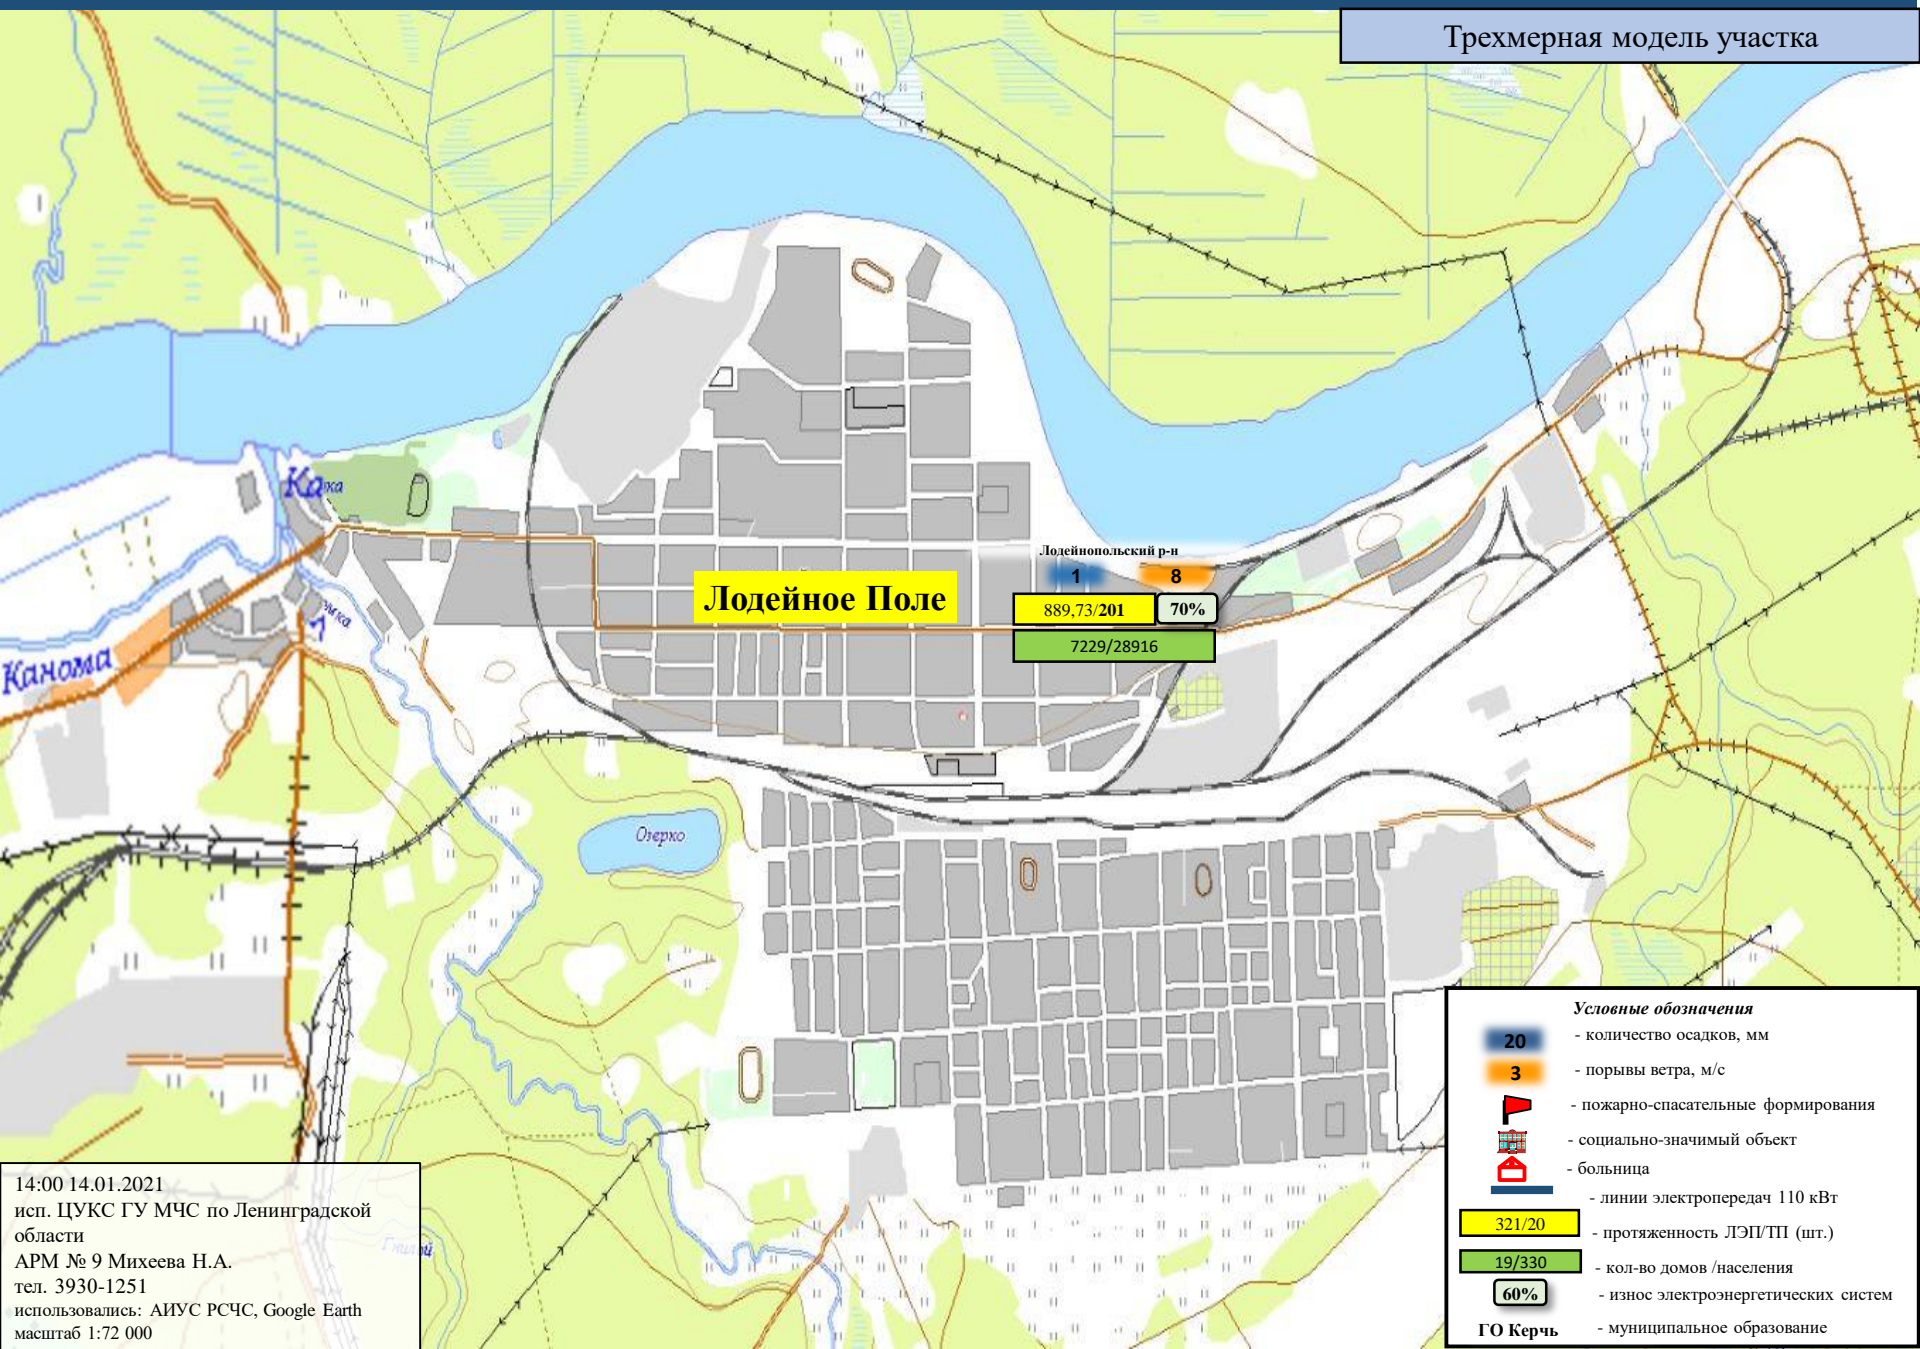 Трехмерная модель участка
Ка
ка
Лодейнопольский р-н
1
8
Лодейное Поле
889,73/201
70%
7229/28916
Канома
Озерко
Условные обозначения
20
- количество осадков, мм
3
- порывы ветра, м/с
- пожарно-спасательные формирования
- социально-значимый объект
- больница
- линии электропередач 110 кВт
321/20
- протяженность ЛЭП/ТП (шт.)
19/330
- кол-во домов /населения
60%
- износ электроэнергетических систем
ГО Керчь
- муниципальное образование
14:00 14.01.2021
исп. ЦУКС ГУ МЧС по Ленинградской
области
АРМ № 9 Михеева Н.А.
тел. 3930-1251
использовались: АИУС РСЧС, Google Earth
масштаб 1:72 000